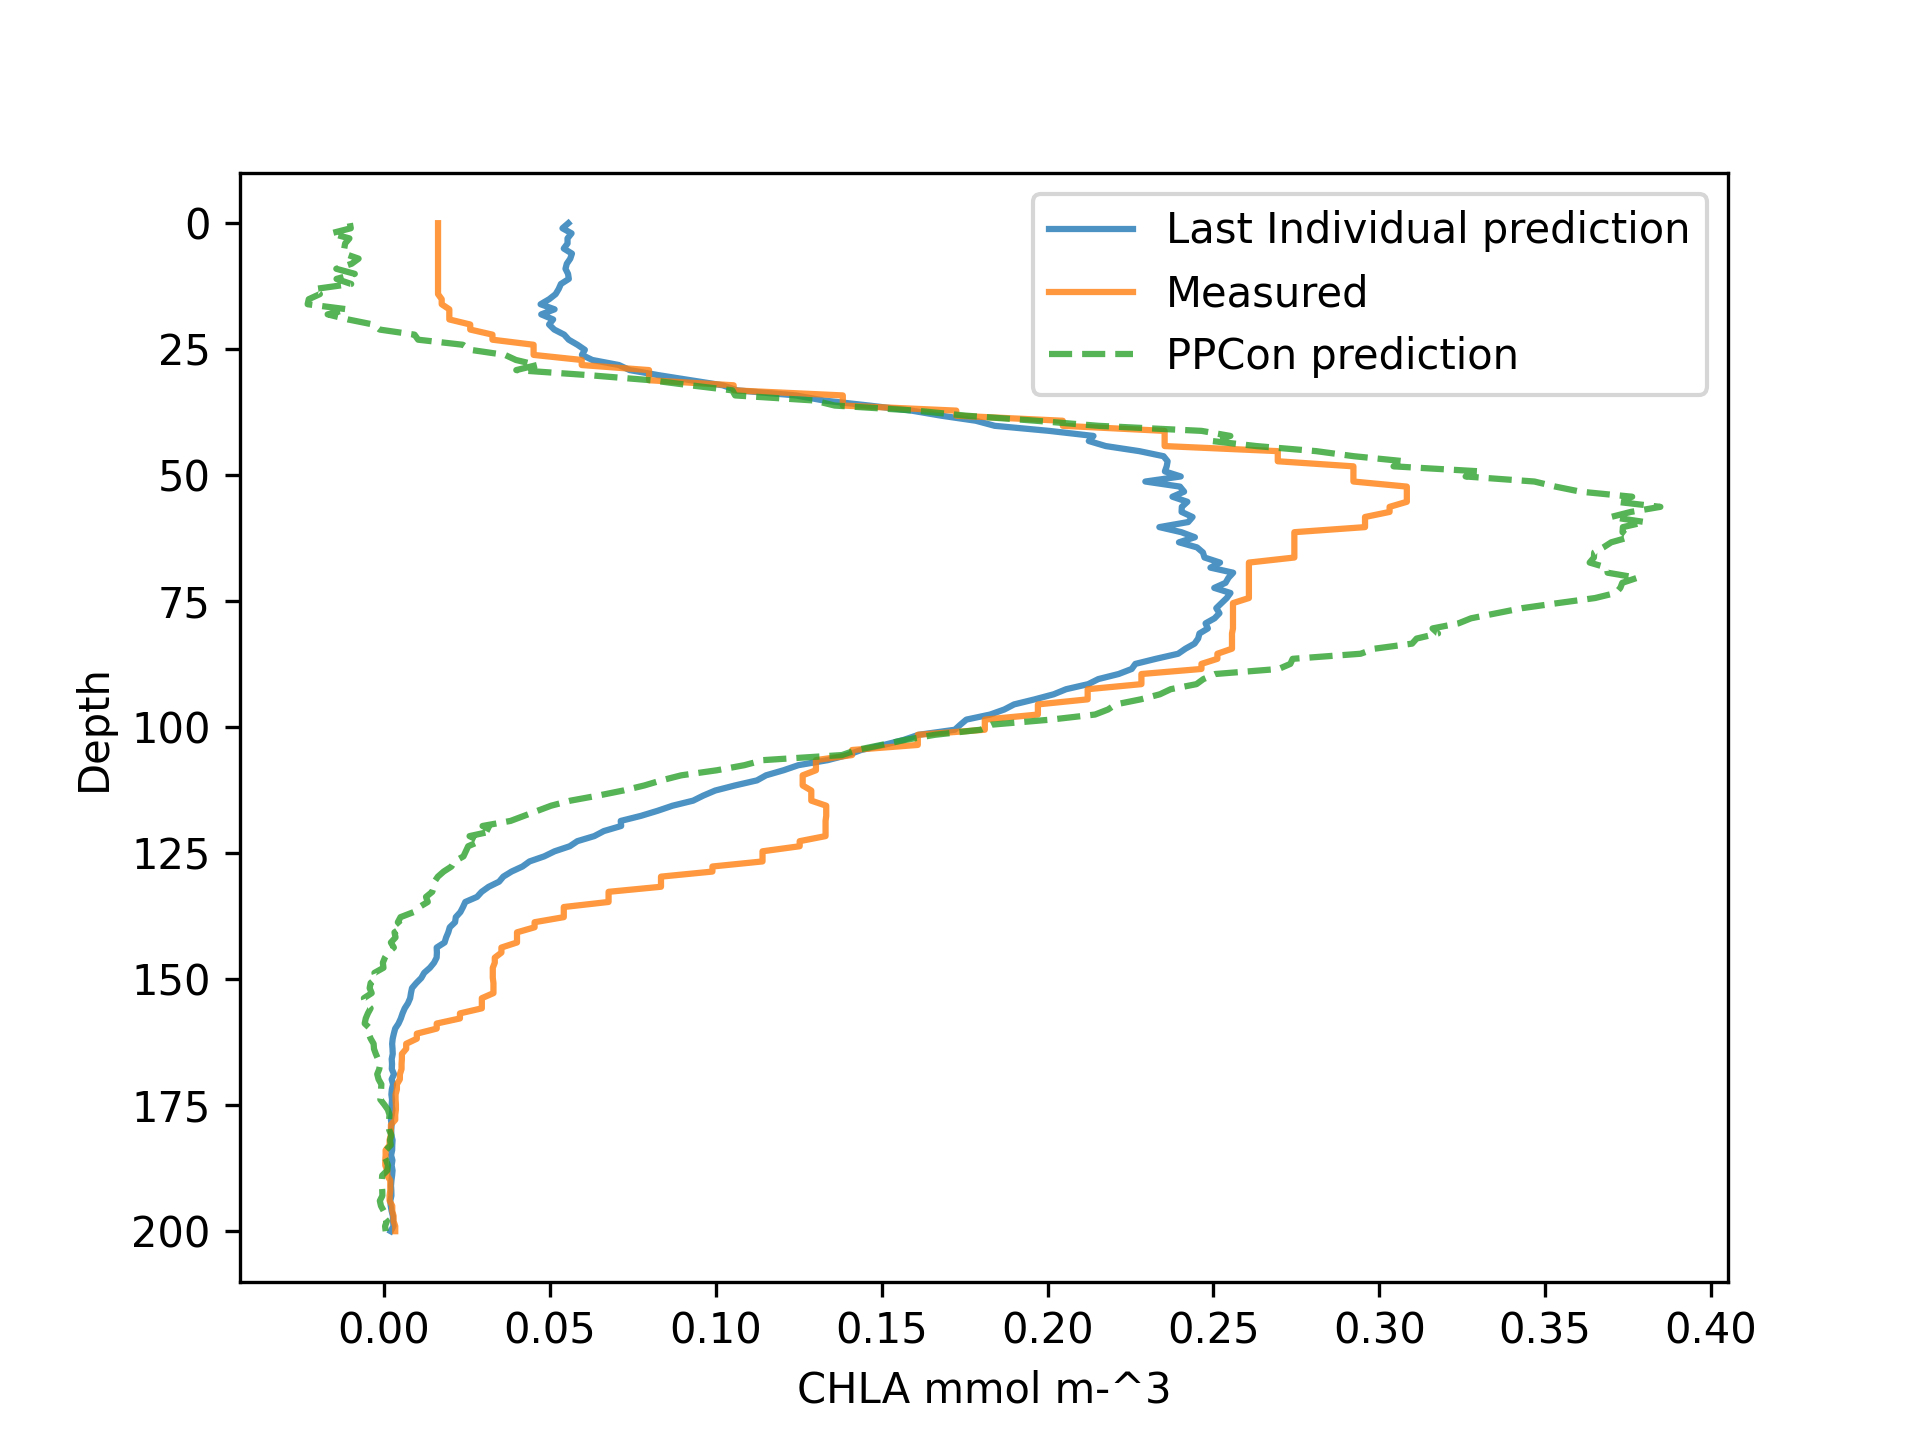 Last Individual prediction
Measured
PPCon prediction
0
25
50
75
100
125
150
175
200
Depth
0.00 0.05 0.10 0.15 0.20 0.25 0.30 0.35 0.40
CHLA mmol m-^3